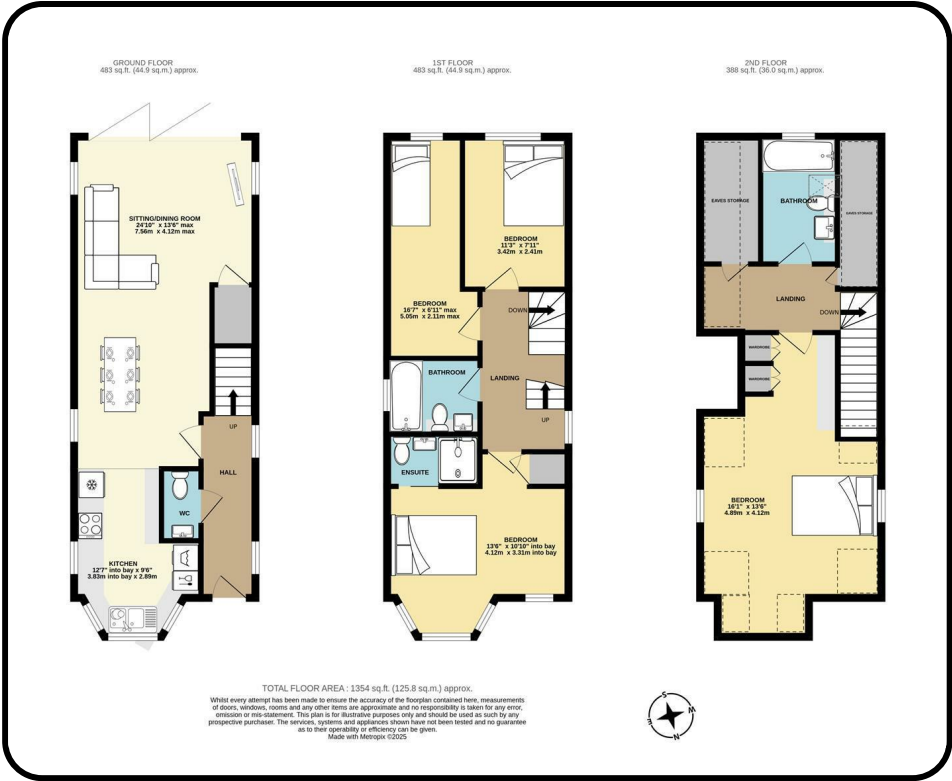 GROUND FLOOR
483 sq.ft. (44.9 sq.m.) approx.
SITTING/DINING ROOM
24'10" x 13'6" max
7.56m x 4.12m max
UP
HALL
WC
KITCHEN
12'7" into bay x 9'6"
3.83m into bay x 2.89m
1ST FLOOR
483 sq.ft. (44.9 sq.m.) approx.
BEDROOM
11'3" x 7'11"
3.42m x 2.41m
BEDROOM
16'7" x 6'11" max
5.05m x 2.11m max
DOWN
BATHROOM
LANDING
UP
ENSUITE
BEDROOM
13'6" x 10'10" into bay
4.12m x 3.31m into bay
2ND FLOOR
388 sq.ft. (36.0 sq.m.) approx.
EAVES STORAGE
BATHROOM
EAVES STORAGE
LANDING
DOWN
WARDROBE
WARDROBE
BEDROOM
16'1" x 13'6"
4.89m x 4.12m
TOTAL FLOOR AREA : 1354 sq.ft. (125.8 sq.m.) approx.
Whilst every attempt has been made to ensure the accuracy of the floorplan contained here, measurements
of doors, windows, rooms and any other items are approximate and no responsibility is taken for any error,
omission or mis-statement. This plan is for illustrative purposes only and should be used as such by any
prospective purchaser. The services, systems and appliances shown have not been tested and no guarantee
as to their operability or efficiency can be given.
Made with Metropix ©2025
S
E
W
N